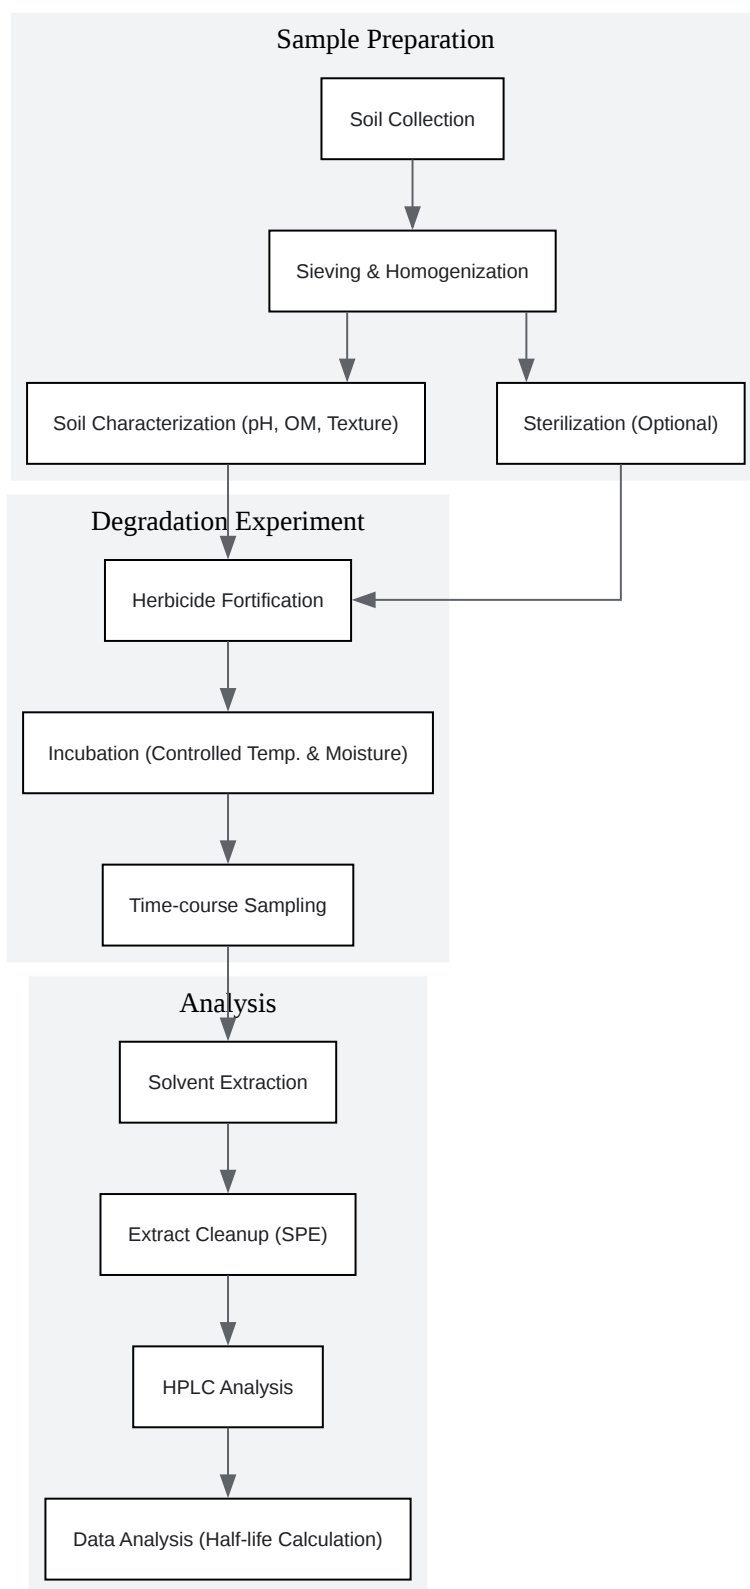 Sample Preparation
Soil Collection
Sieving & Homogenization
Soil Characterization (pH, OM, Texture)
Sterilization (Optional)
Degradation Experiment
Herbicide Fortification
Incubation (Controlled Temp. & Moisture)
Time-course Sampling
Analysis
Solvent Extraction
Extract Cleanup (SPE)
HPLC Analysis
Data Analysis (Half-life Calculation)